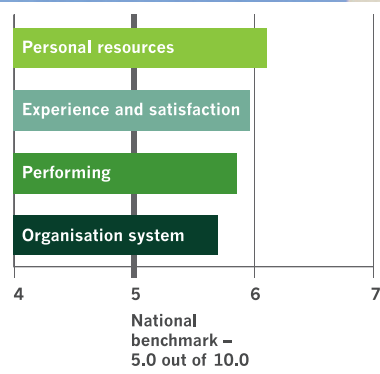 Personal resources
Experience and satisfaction
Performing
Organisation system
4 5 6 7
National
benchmark –
5.0 out of 10.0